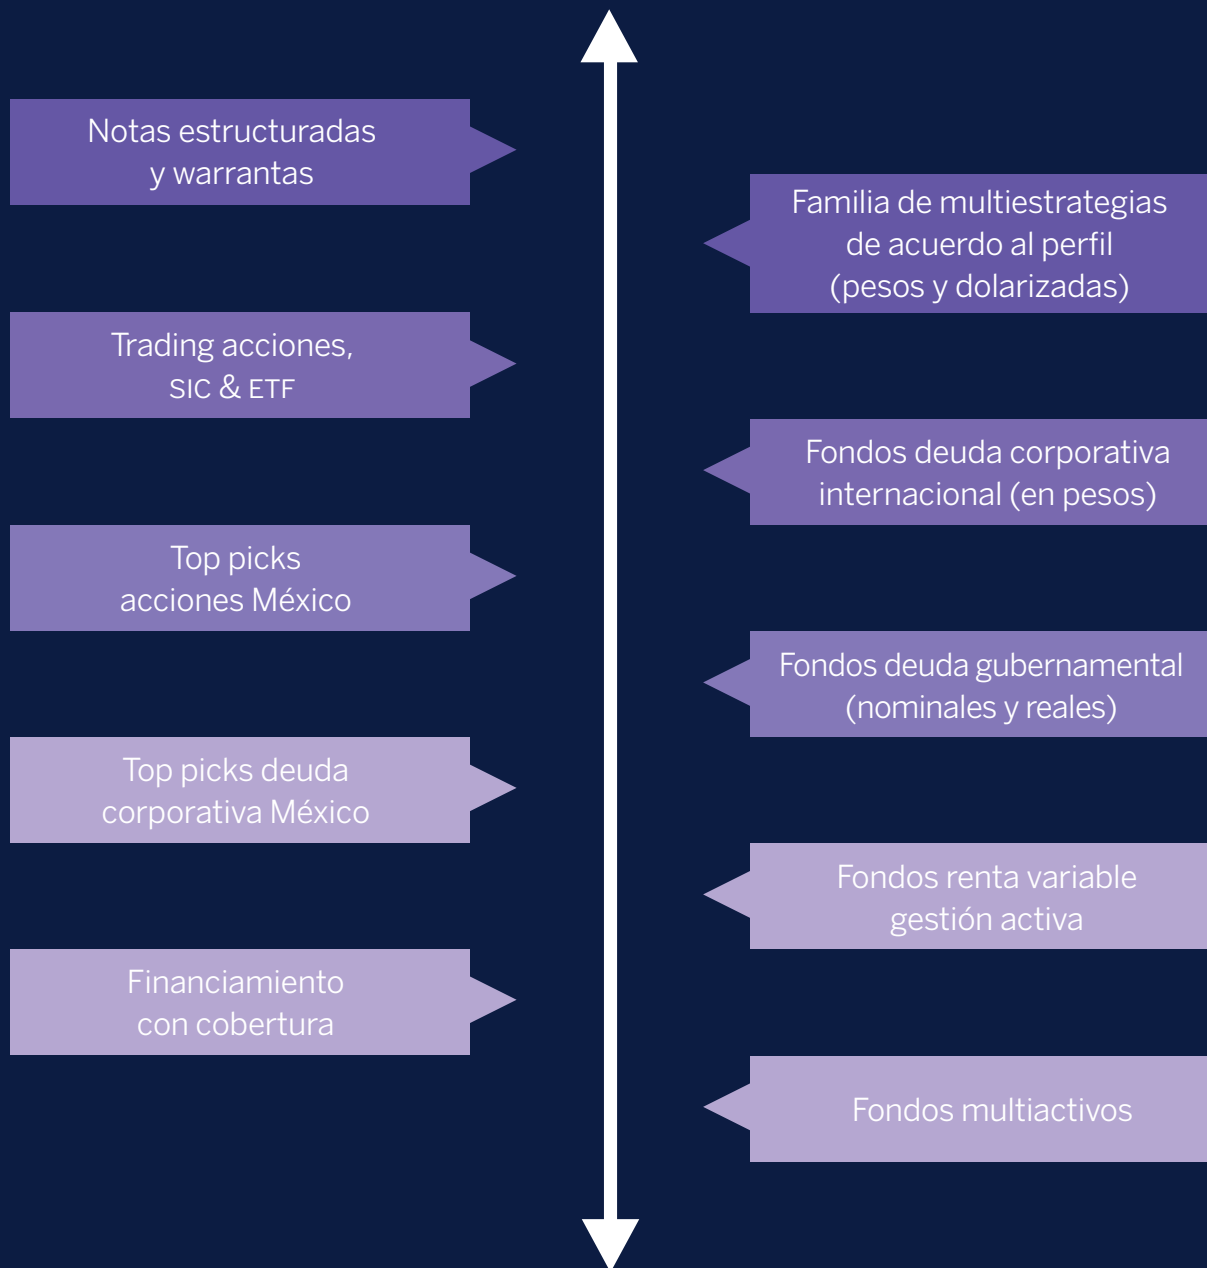 Notas estructuradas
y warrantas
Familia de multiestrategias
de acuerdo al perfil
(pesos y dolarizadas)
Trading acciones,
SIC & ETF
Fondos deuda corporativa
internacional (en pesos)
Top picks
acciones México
Fondos deuda gubernamental
(nominales y reales)
Top picks deuda
corporativa México
Fondos renta variable
gestión activa
Financiamiento
con cobertura
Fondos multiactivos